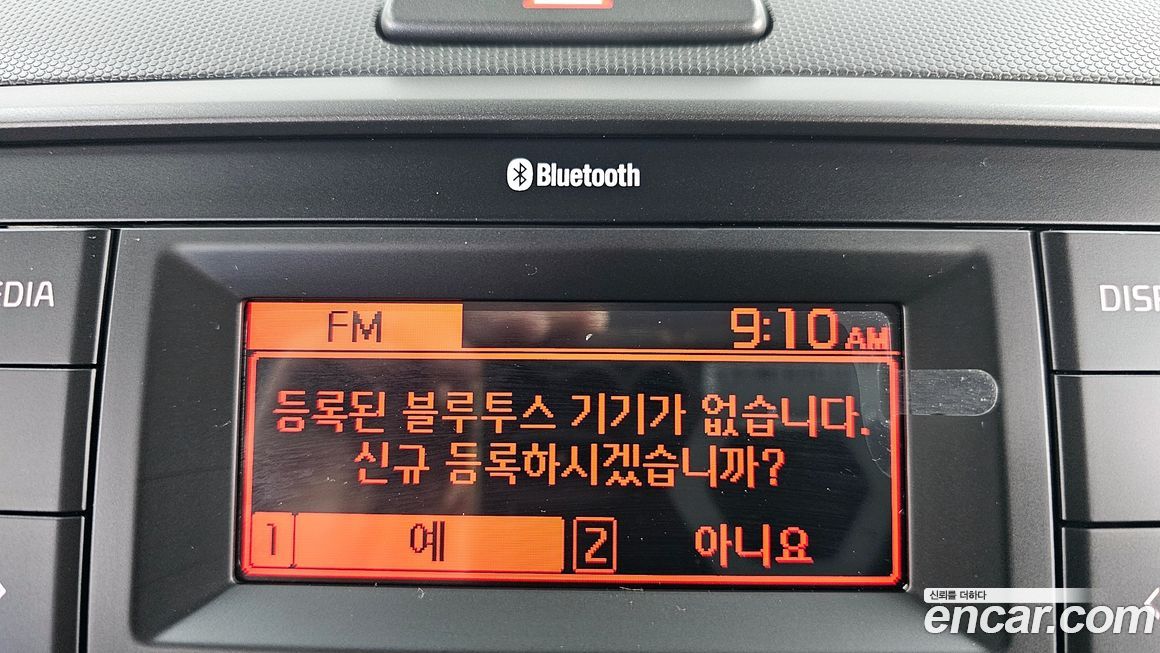 Bluetooth
EDIA
DISP
FM 9:10 AM
등록된 블루투스 기기가 없습니다.
신규 등록하시겠습니까?
1 예 2 아니요
신뢰를 더하다
encar.com